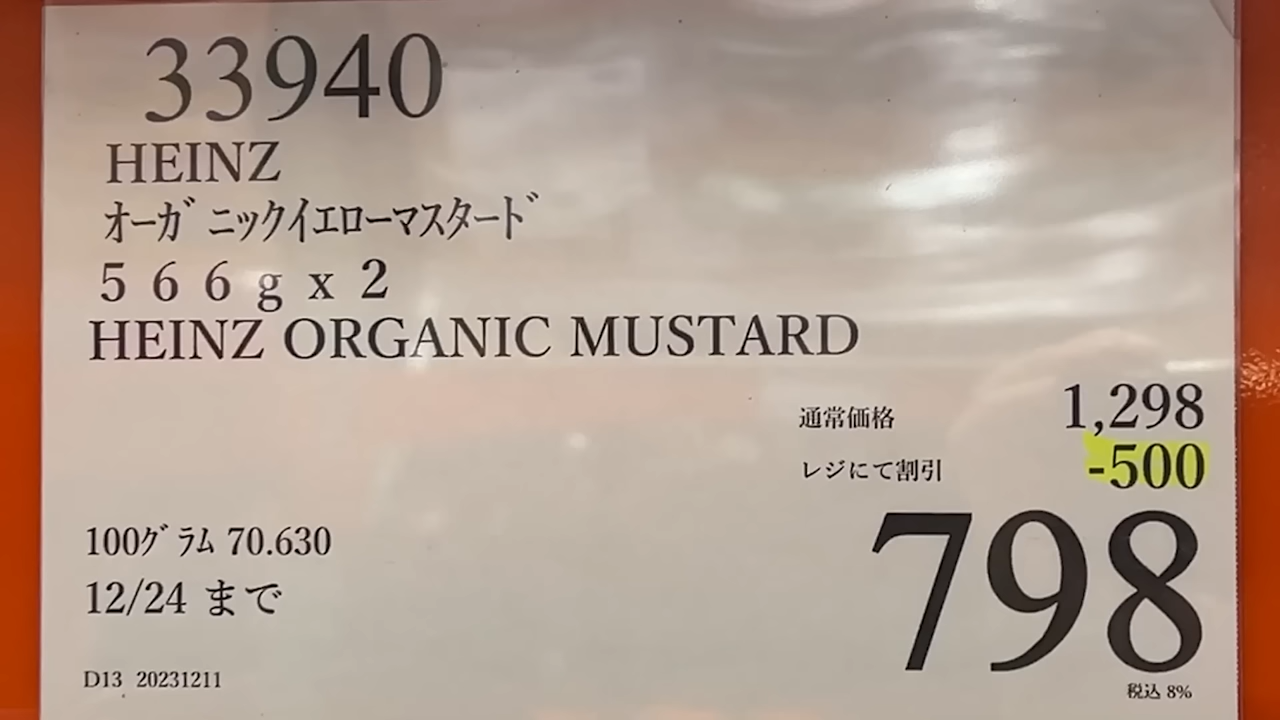 33940
HEINZ
オーガニックイエローマスタード
566gx2
HEINZ ORGANIC MUSTARD
通常価格 1,298
レジにて割引 -500
798
税込 8%
100グラム 70.630
12/24 まで
D13 20231211